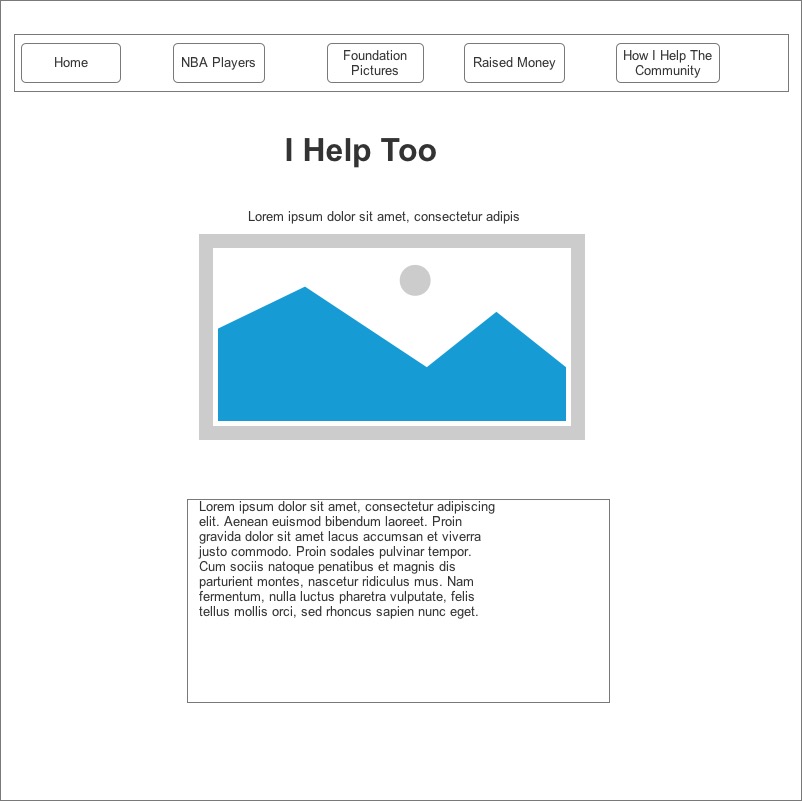 Home
NBA Players
Foundation
Pictures
Raised Money
How I Help The
Community
I Help Too
Lorem ipsum dolor sit amet, consectetur adipis
Lorem ipsum dolor sit amet, consectetur adipiscing
elit. Aenean euismod bibendum laoreet. Proin
gravida dolor sit amet lacus accumsan et viverra
justo commodo. Proin sodales pulvinar tempor.
Cum sociis natoque penatibus et magnis dis
parturient montes, nascetur ridiculus mus. Nam
fermentum, nulla luctus pharetra vulputate, felis
tellus mollis orci, sed rhoncus sapien nunc eget.